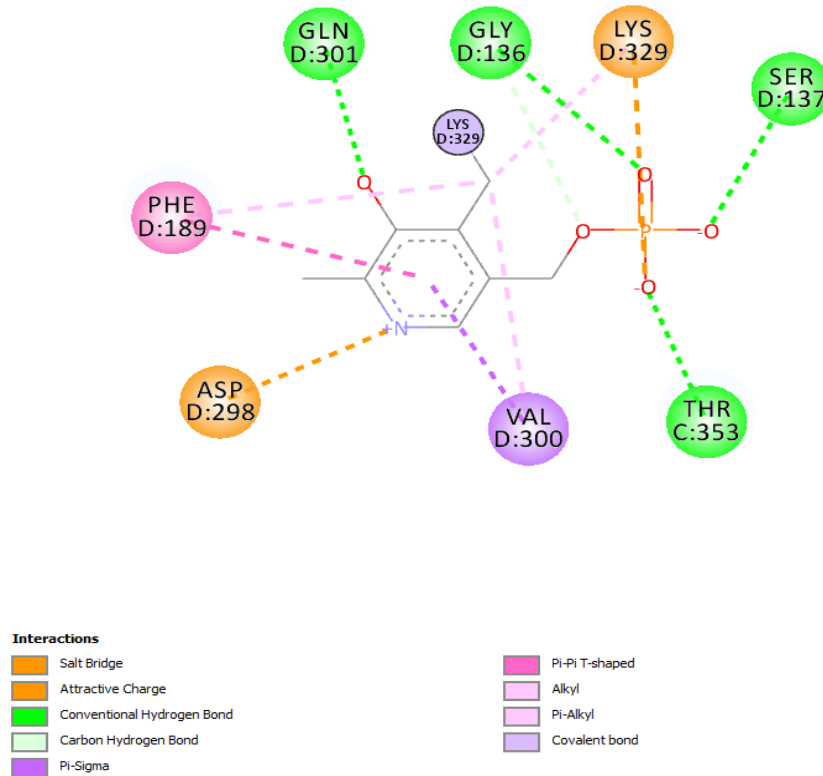 GLN
D:301
GLY
D:136
LYS
D:329
SER
D:137
LYS
D:329
O
O
PHE
D:189
O
P
-O
-O
+N
ASP
D:298
VAL
D:300
THR
C:353
Interactions
Salt Bridge
Attractive Charge
Conventional Hydrogen Bond
Carbon Hydrogen Bond
Pi-Sigma
Pi-Pi T-shaped
Alkyl
Pi-Alkyl
Covalent bond